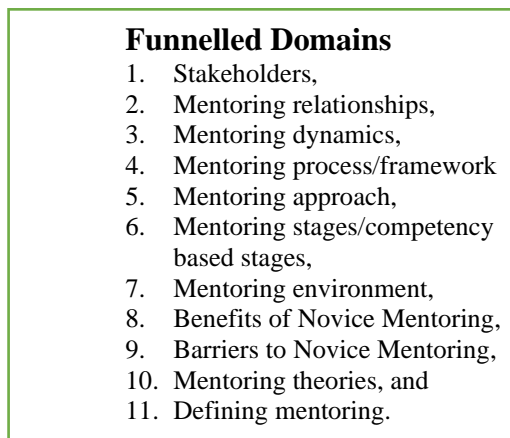 Funnelled Domains
1. Stakeholders,
2. Mentoring relationships,
3. Mentoring dynamics,
4. Mentoring process/framework
5. Mentoring approach,
6. Mentoring stages/competency
based stages,
7. Mentoring environment,
8. Benefits of Novice Mentoring,
9. Barriers to Novice Mentoring,
10. Mentoring theories, and
11. Defining mentoring.